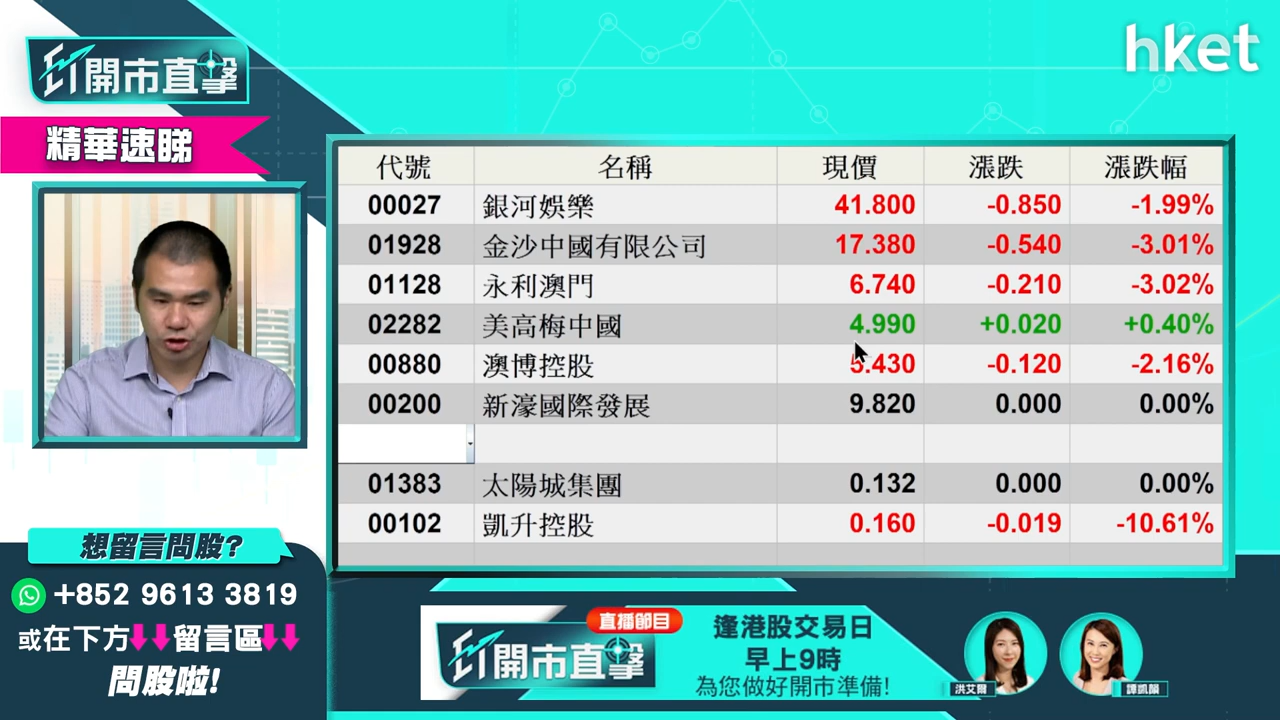 hket
ET開市直擊
精華速睇
代號 名稱 現價 漲跌 漲跌幅
00027 銀河娛樂 41.800 -0.850 -1.99%
01928 金沙中國有限公司 17.380 -0.540 -3.01%
01128 永利澳門 6.740 -0.210 -3.02%
02282 美高梅中國 4.990 +0.020 +0.40%
00880 澳博控股 5.430 -0.120 -2.16%
00200 新濠國際發展 9.820 0.000 0.00%
01383 太陽城集團 0.132 0.000 0.00%
00102 凱升控股 0.160 -0.019 -10.61%
想留言問股?
+852 9613 3819
或在下方留言區
問股啦!
直播節目
ET開市直擊
逢港股交易日
早上9時
為您做好開市準備!
洪艾爾
譚凱隕